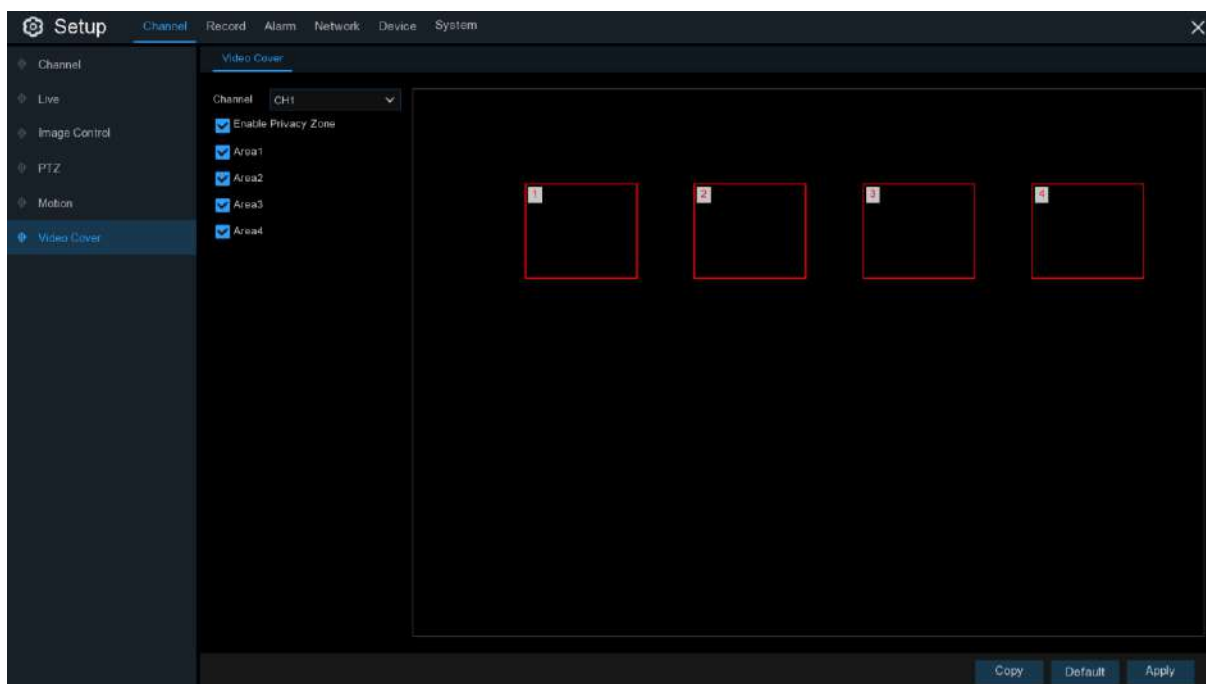 Setup Channel Record Alarm Network Device System
Channel
Live
Image Control
PTZ
Motion
Video Cover
Video Cover
Channel CH1
Enable Privacy Zone
Area1
Area2
Area3
Area4
1 2 3 4
Copy Default Apply